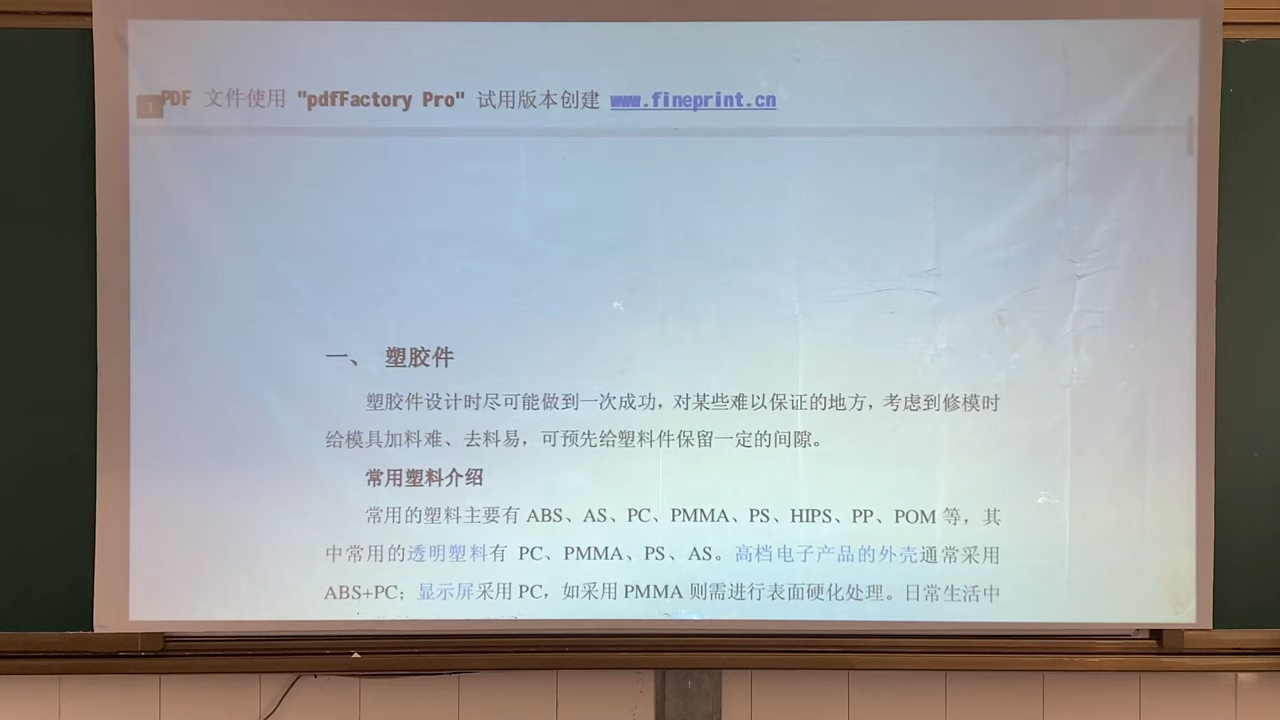 1
PDF 文件使用 "pdfFactory Pro" 试用版本创建 www.fineprint.cn
一、 塑胶件
塑胶件设计时尽可能做到一次成功，对某些难以保证的地方，考虑到修模时
给模具加料难、去料易，可预先给塑料件保留一定的间隙。
常用塑料介绍
常用的塑料主要有 ABS、AS、PC、PMMA、PS、HIPS、PP、POM 等，其
中常用的透明塑料有 PC、PMMA、PS、AS。高档电子产品的外壳通常采用
ABS+PC；显示屏采用 PC，如采用 PMMA 则需进行表面硬化处理。日常生活中